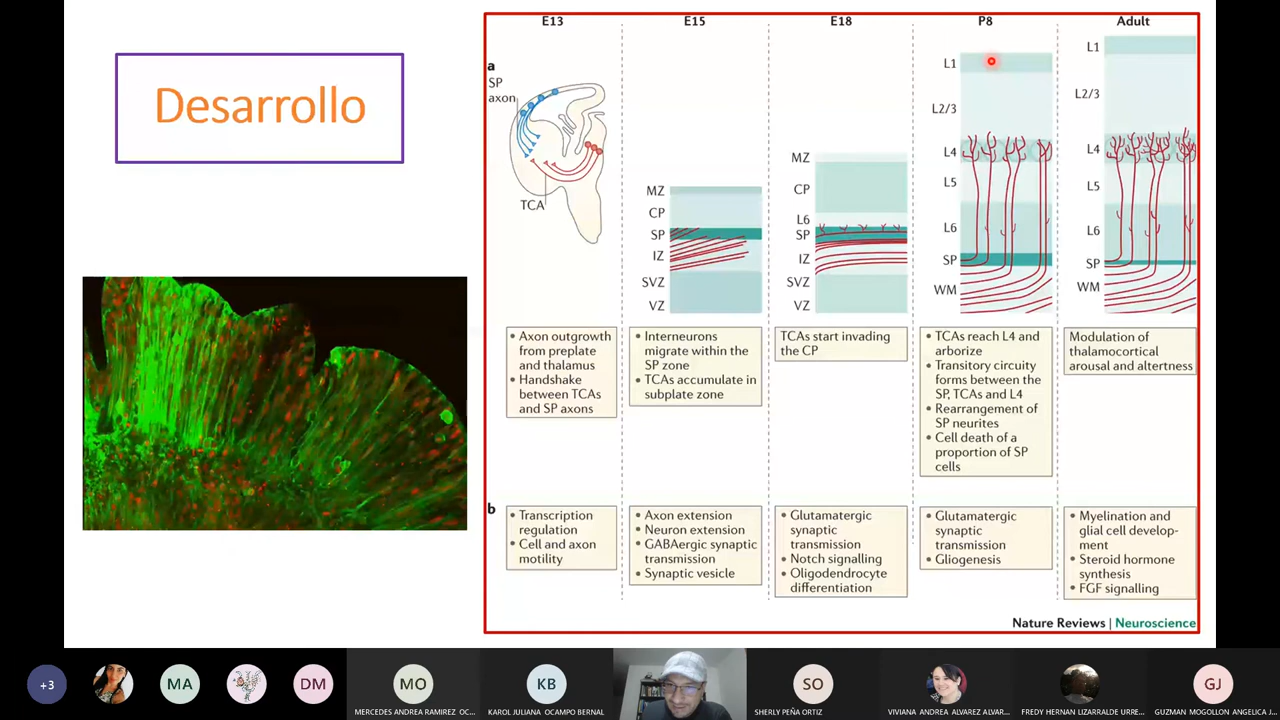 Desarrollo
E13
E15
E18
P8
Adult
a
SP
axon
TCA
MZ
CP
SP
IZ
SVZ
VZ
MZ
CP
L6
SP
IZ
SVZ
VZ
L1
L2/3
L4
L5
L6
SP
WM
L1
L2/3
L4
L5
L6
SP
WM
• Axon outgrowth
from preplate
and thalamus
• Handshake
between TCAs
and SP axons
• Interneurons
migrate within the
SP zone
• TCAs accumulate in
subplate zone
TCAs start invading
the CP
• TCAs reach L4 and
arborize
• Transitory circuity
forms between the
SP, TCAs and L4
• Rearrangement of
SP neurites
• Cell death of a
proportion of SP
cells
Modulation of
thalamocortical
arousal and altertness
b
• Transcription
regulation
• Cell and axon
motility
• Axon extension
• Neuron extension
• GABAergic synaptic
transmission
• Synaptic vesicle
• Glutamatergic
synaptic
transmission
• Notch signalling
• Oligodendrocyte
differentiation
• Glutamatergic
synaptic
transmission
• Gliogenesis
• Myelination and
glial cell develop-
ment
• Steroid hormone
synthesis
• FGF signalling
Nature Reviews | Neuroscience
+3
MA
DM
MO
KB
SO
GJ
MERCEDES ANDREA RAMIREZ OC...
KAROL JULIANA OCAMPO BERNAL
SHERLY PEÑA ORTIZ
VIVIANA ANDREA ALVAREZ ALVAR...
FREDY HERNAN LIZARRALDE URRE...
GUZMAN MOGOLLON ANGELICA J...